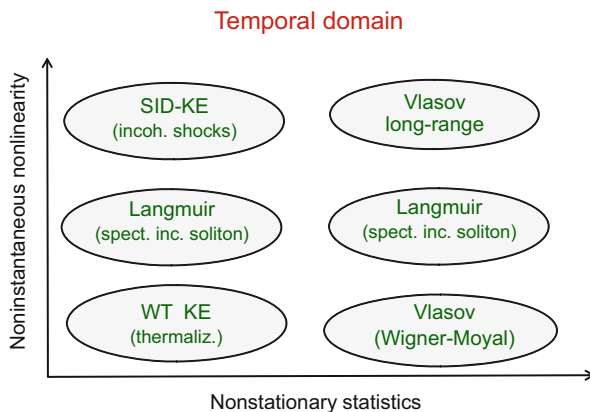 Temporal domain
Noninstantaneous nonlinearity
SID-KE
(incoh. shocks)
Vlasov
long-range
Langmuir
(spect. inc. soliton)
Langmuir
(spect. inc. soliton)
WT KE
(thermaliz.)
Vlasov
(Wigner-Moyal)
Nonstationary statistics